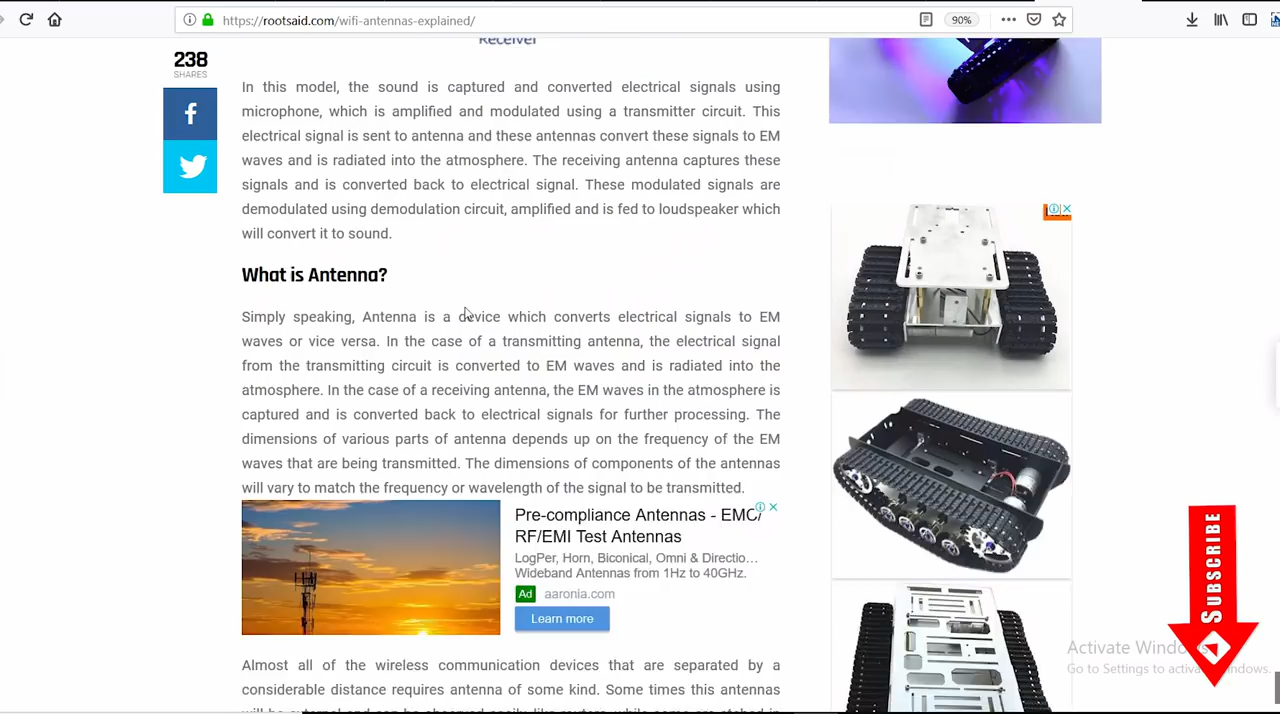 https://rootsaid.com/wifi-antennas-explained/
90%
Receiver
238
SHARES
In this model, the sound is captured and converted electrical signals using
microphone, which is amplified and modulated using a transmitter circuit. This
electrical signal is sent to antenna and these antennas convert these signals to EM
waves and is radiated into the atmosphere. The receiving antenna captures these
signals and is converted back to electrical signal. These modulated signals are
demodulated using demodulation circuit, amplified and is fed to loudspeaker which
will convert it to sound.
What is Antenna?
Simply speaking, Antenna is a device which converts electrical signals to EM
waves or vice versa. In the case of a transmitting antenna, the electrical signal
from the transmitting circuit is converted to EM waves and is radiated into the
atmosphere. In the case of a receiving antenna, the EM waves in the atmosphere is
captured and is converted back to electrical signals for further processing. The
dimensions of various parts of antenna depends up on the frequency of the EM
waves that are being transmitted. The dimensions of components of the antennas
will vary to match the frequency or wavelength of the signal to be transmitted.
Pre-compliance Antennas - EMC/
RF/EMI Test Antennas
LogPer, Horn, Biconical, Omni & Directio...
Wideband Antennas from 1Hz to 40GHz.
Ad aaronia.com
Learn more
Almost all of the wireless communication devices that are separated by a
considerable distance requires antenna of some kind. Some times this antennas
SUBSCRIBE
Activate Windows
Go to Settings to activate Windows.